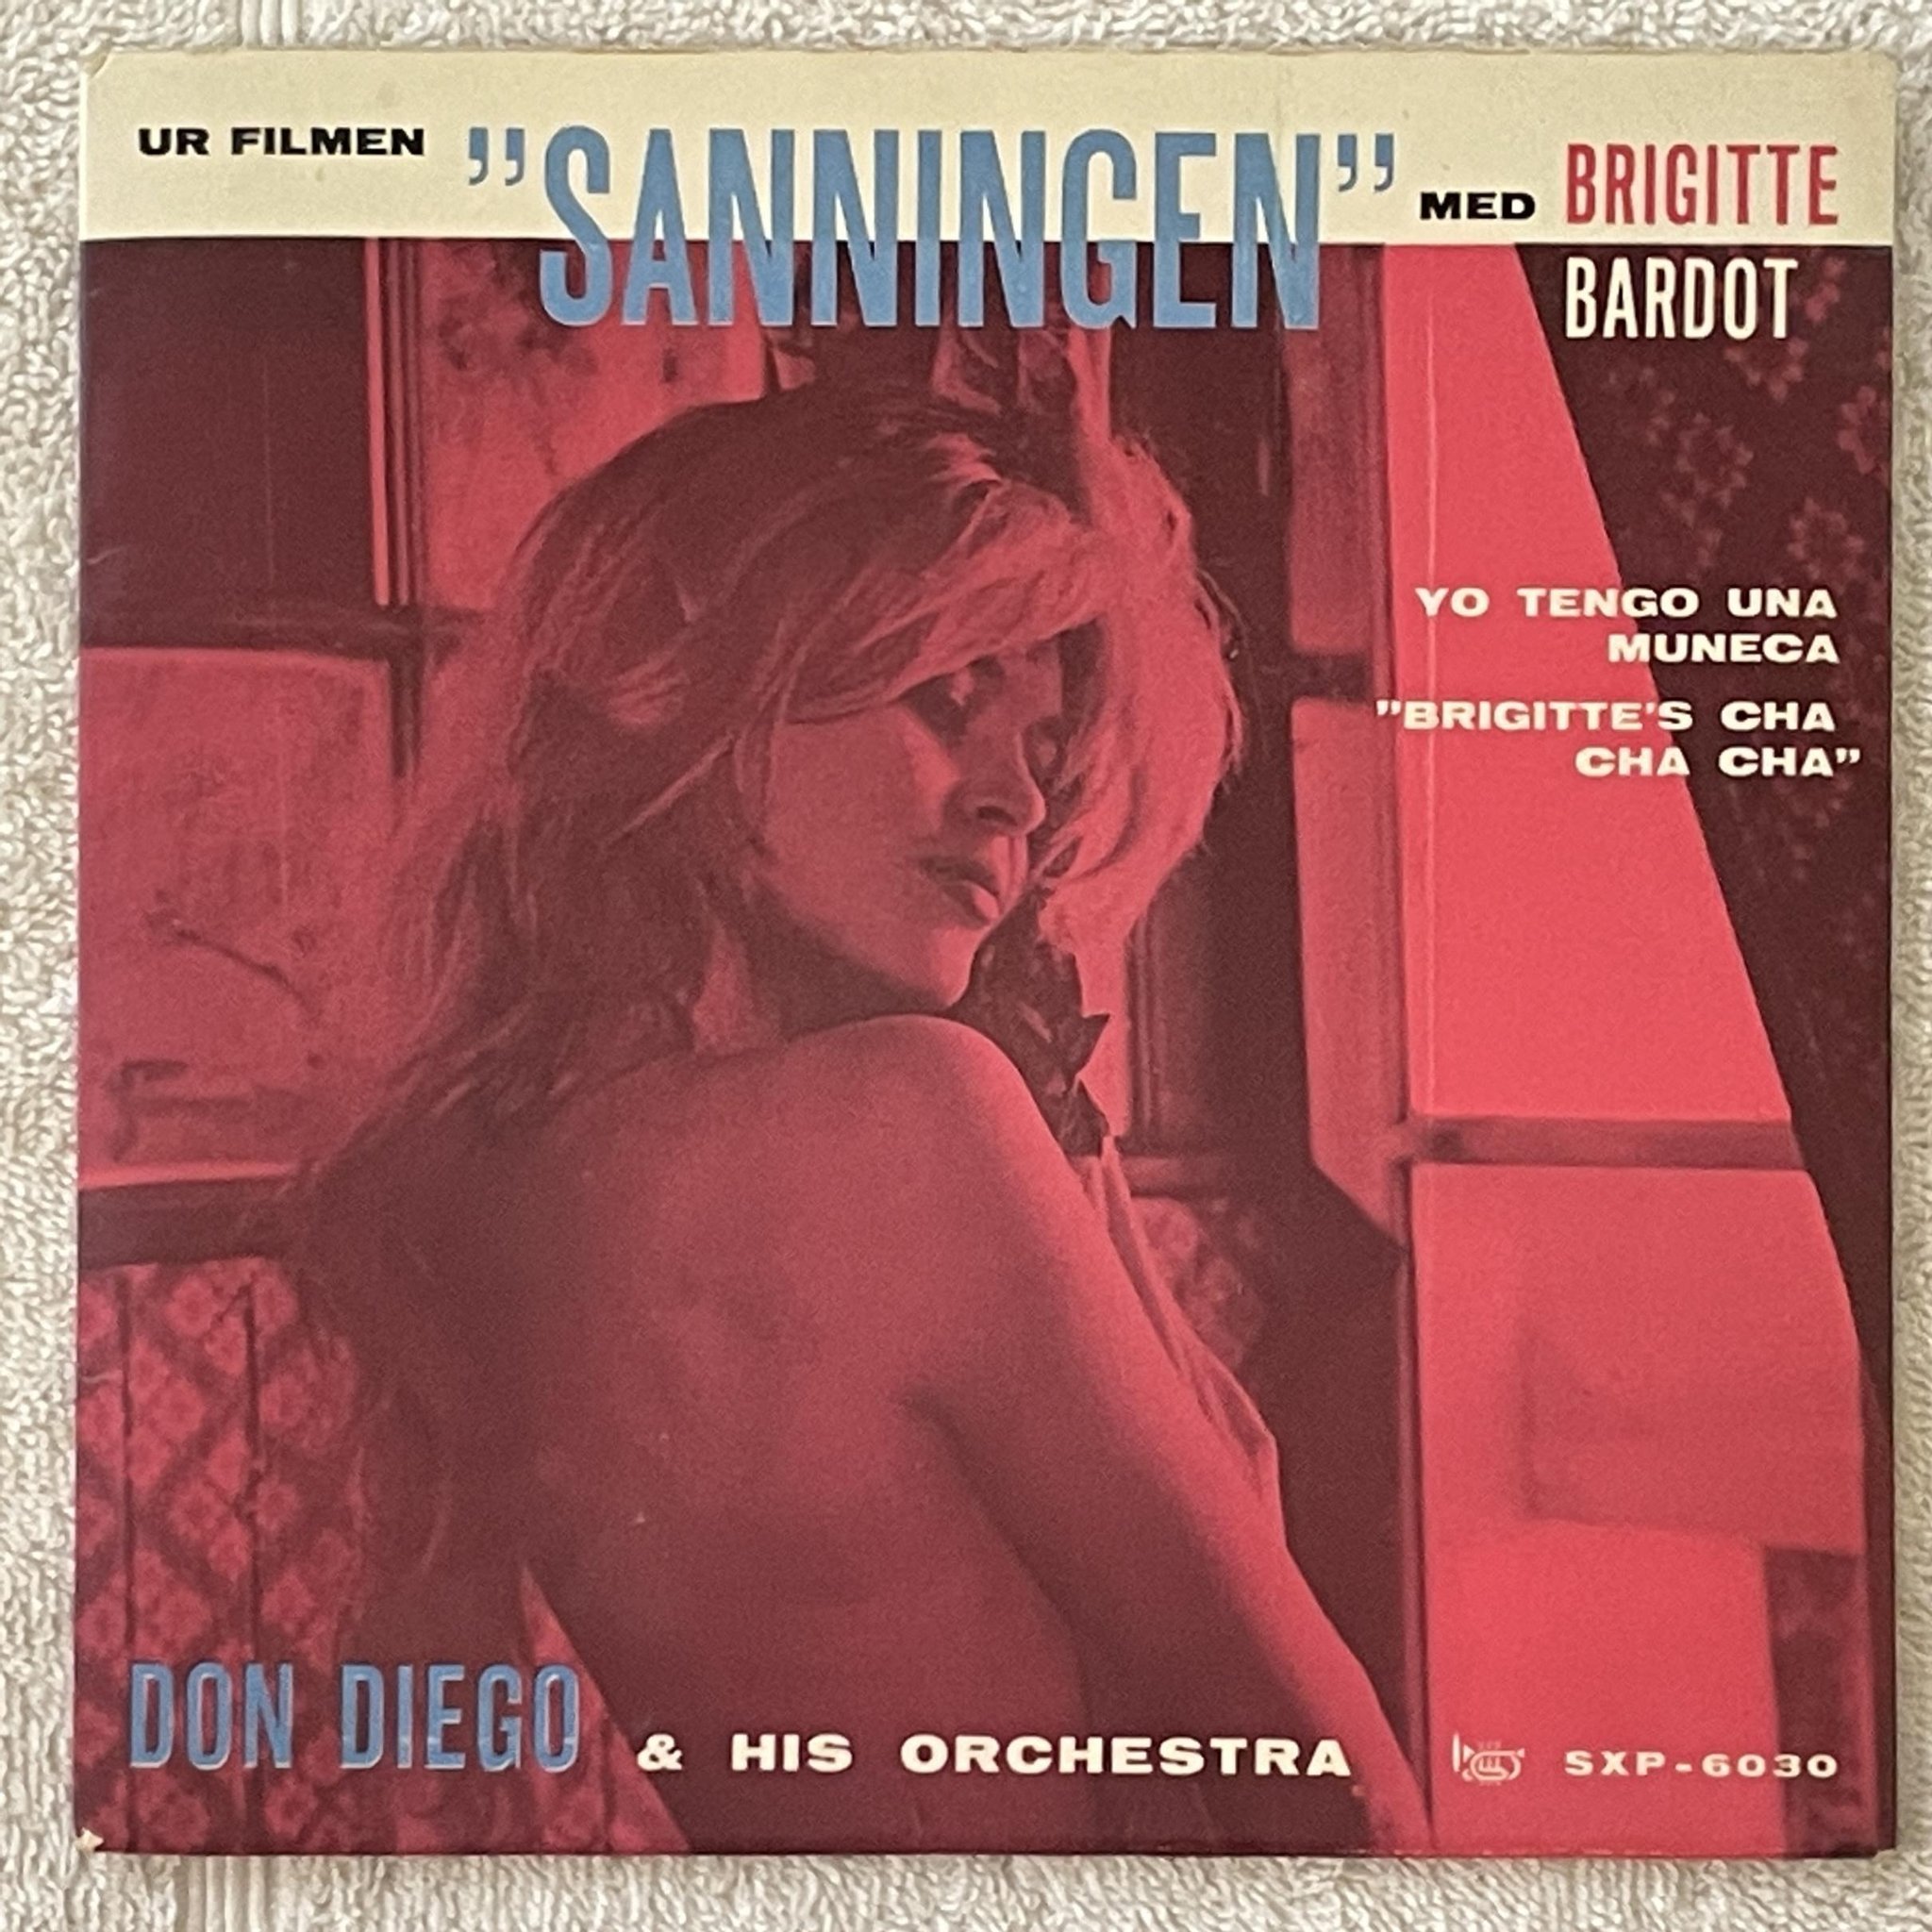 UR FILMEN ”SANNINGEN” MED BRIGITTE
BARDOT
YO TENGO UNA
MUNECA
”BRIGITTE'S CHA
CHA CHA”
DON DIEGO & HIS ORCHESTRA SXP-6030